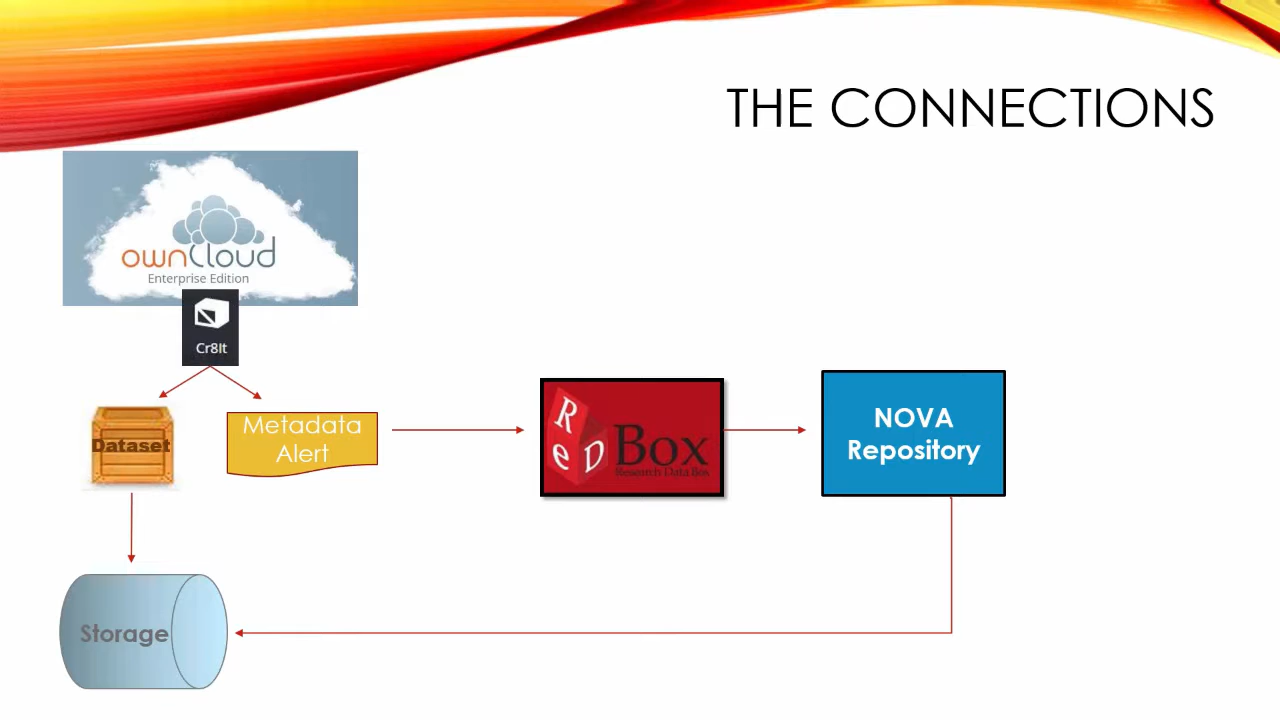 THE CONNECTIONS
ownCloud
Enterprise Edition
Cr8It
Dataset
Metadata
Alert
ReD Box
Research Data Box
NOVA
Repository
Storage